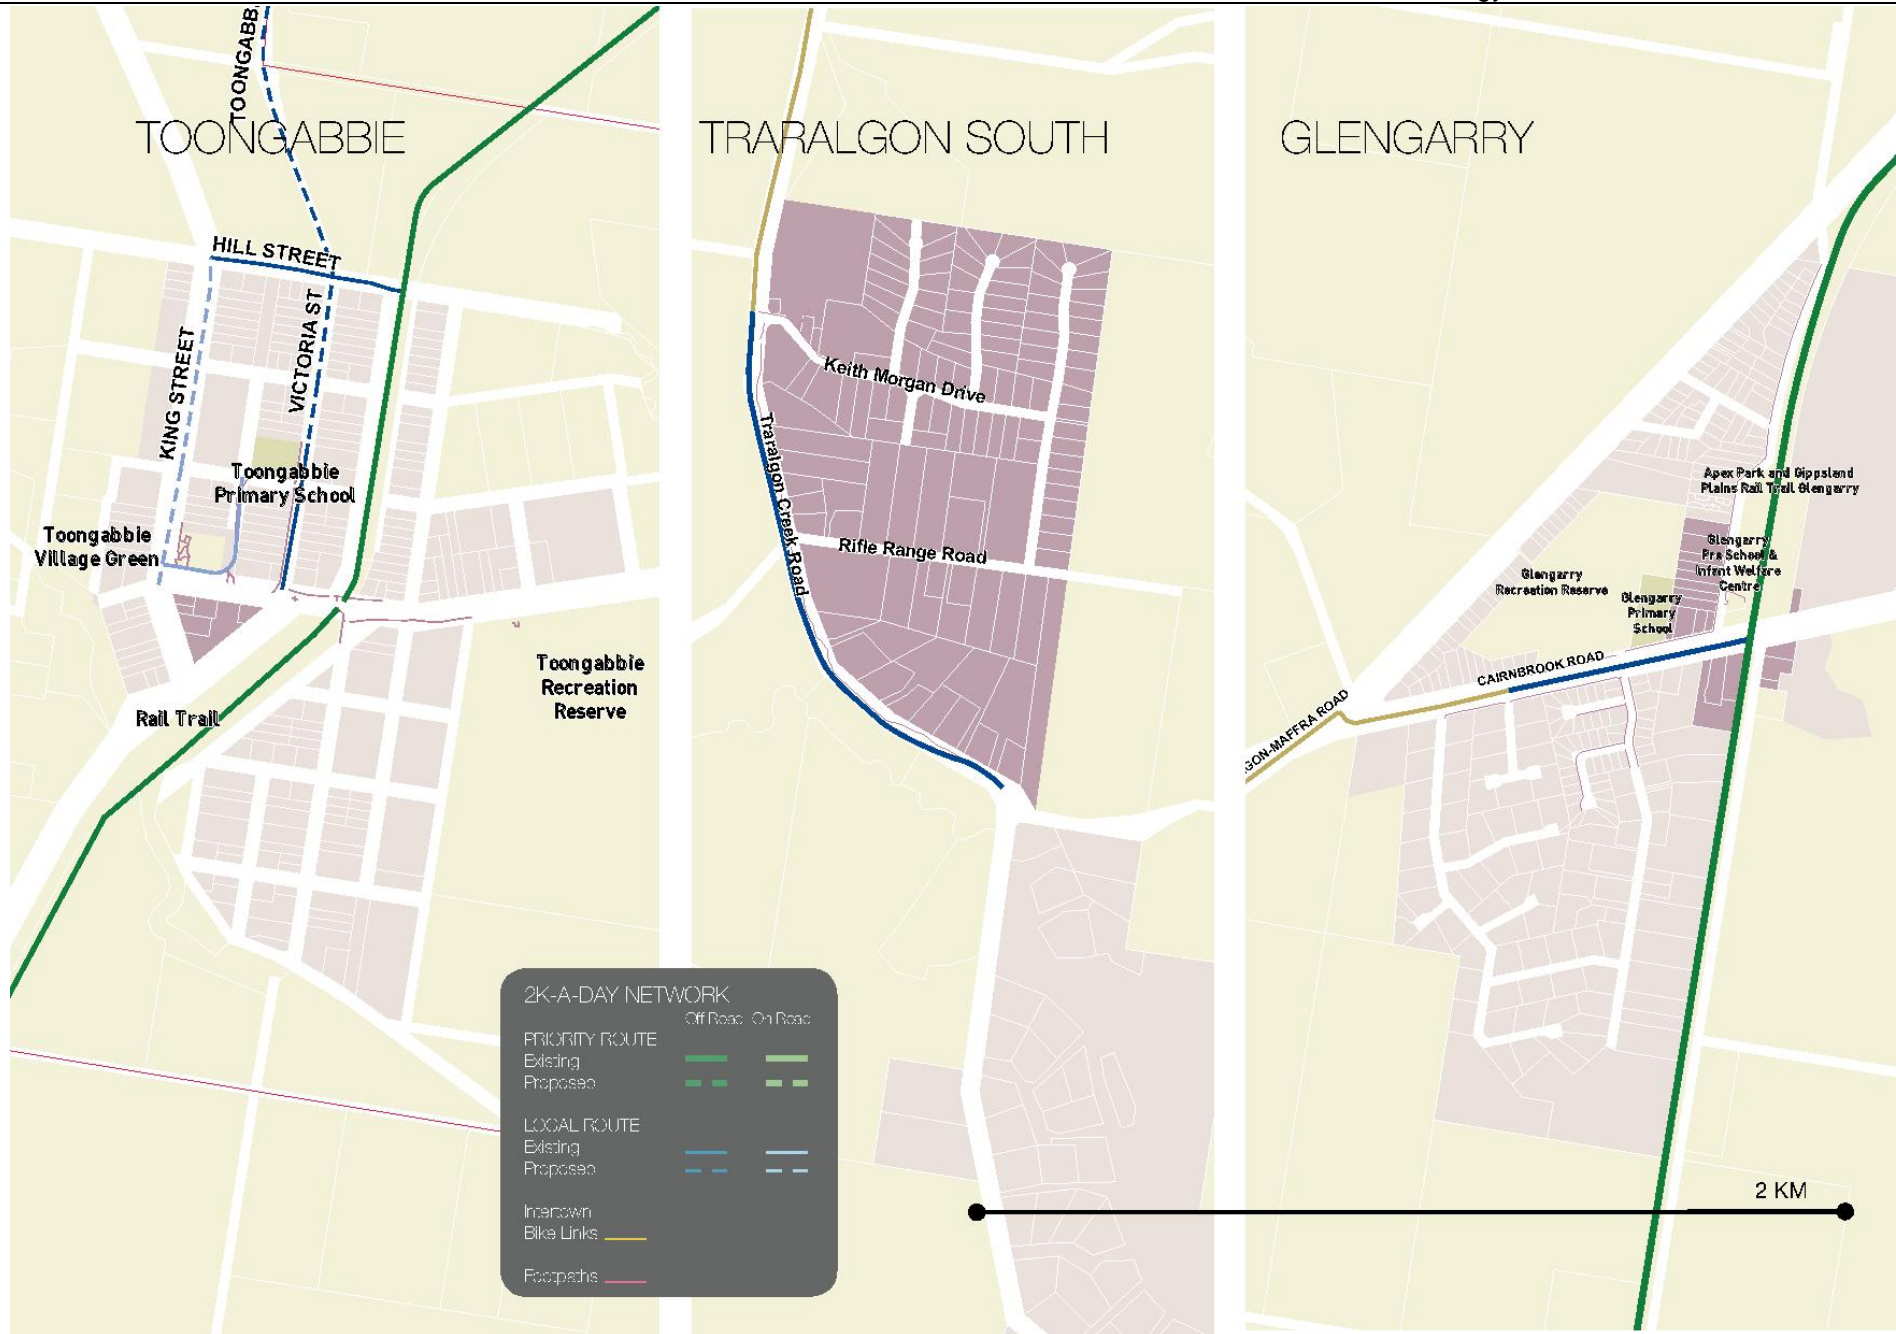 TOONGABBIE
TOONGABB
HILL STREET
KING STREET
VICTORIA ST
Toongabbie
Primary School
Toongabbie
Village Green
Toongabbie
Recreation
Reserve
Rail Trail
TRARALGON SOUTH
Keith Morgan Drive
Traralgon Creek Road
Rifle Range Road
GLENGARRY
Apex Park and Gippsland
Plains Rail Trail Glengarry
Glengarry
Pre School &
Infant Welfare
Centre
Glengarry
Recreation Reserve
Glengarry
Primary
School
CAIRNBROOK ROAD
GON-MAFFRA ROAD
2K-A-DAY NETWORK
Off Road On Road
PRIORITY ROUTE
Existing
Proposed
LOCAL ROUTE
Existing
Proposed
Intertown
Bike Links
Footpaths
2 KM